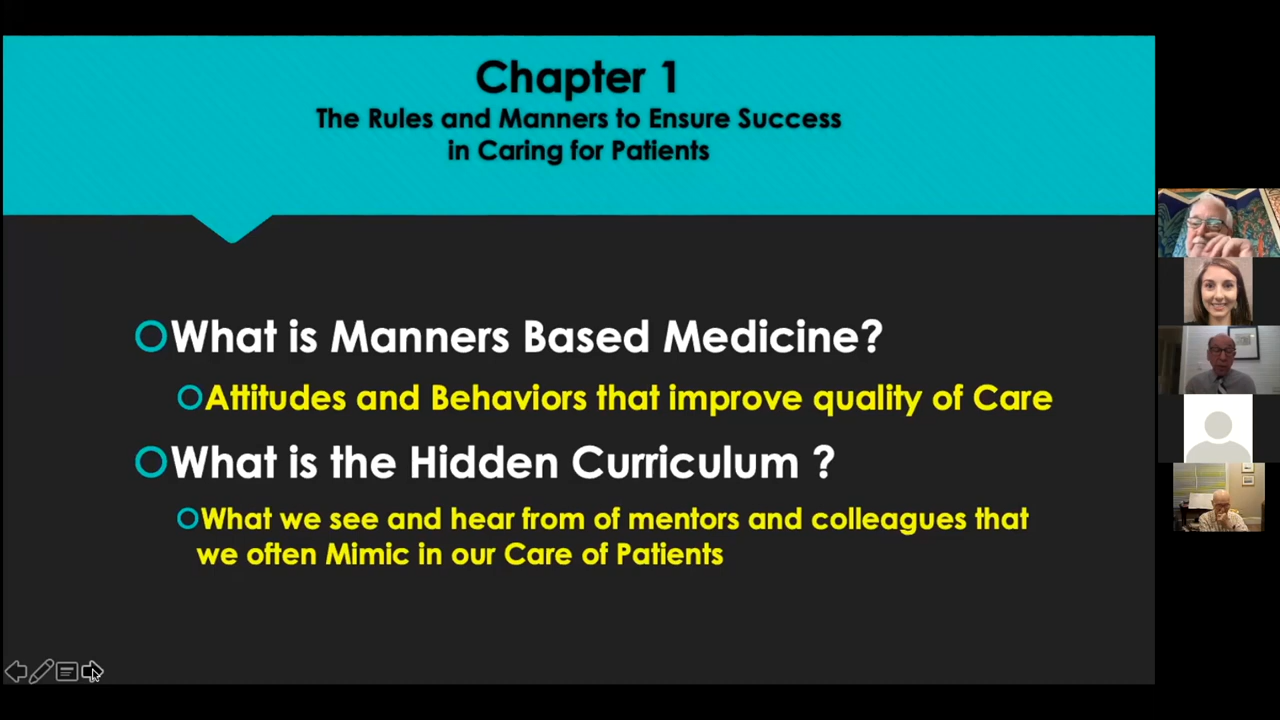 Chapter 1
The Rules and Manners to Ensure Success
in Caring for Patients
What is Manners Based Medicine?
Attitudes and Behaviors that improve quality of Care
What is the Hidden Curriculum ?
What we see and hear from of mentors and colleagues that
we often Mimic in our Care of Patients